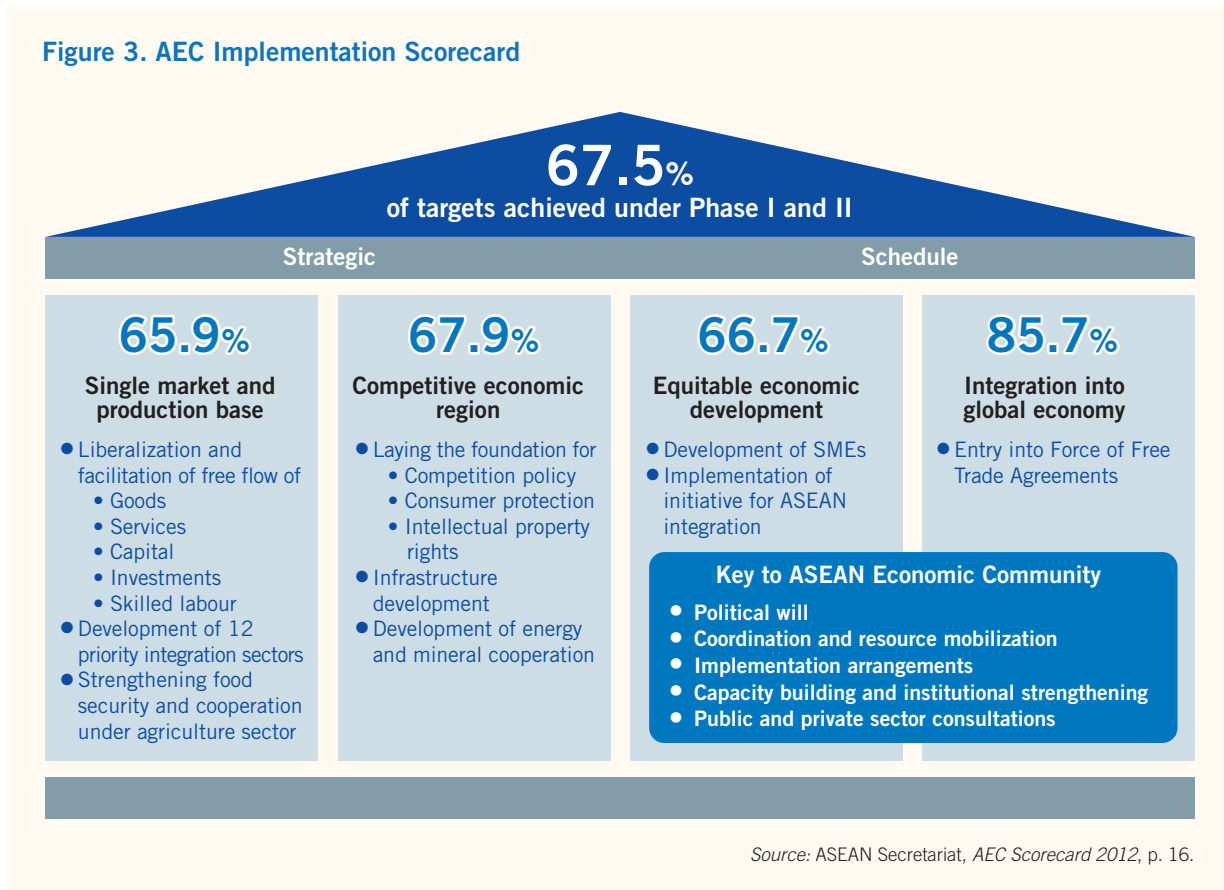 Figure 3. AEC Implementation Scorecard
67.5%
of targets achieved under Phase I and II
Strategic
Schedule
65.9%
Single market and
production base
● Liberalization and
facilitation of free flow of
• Goods
• Services
• Capital
• Investments
• Skilled labour
● Development of 12
priority integration sectors
● Strengthening food
security and cooperation
under agriculture sector
67.9%
Competitive economic
region
● Laying the foundation for
• Competition policy
• Consumer protection
• Intellectual property
rights
● Infrastructure
development
● Development of energy
and mineral cooperation
66.7%
Equitable economic
development
● Development of SMEs
● Implementation of
initiative for ASEAN
integration
85.7%
Integration into
global economy
● Entry into Force of Free
Trade Agreements
Key to ASEAN Economic Community
● Political will
● Coordination and resource mobilization
● Implementation arrangements
● Capacity building and institutional strengthening
● Public and private sector consultations
Source: ASEAN Secretariat, AEC Scorecard 2012, p. 16.